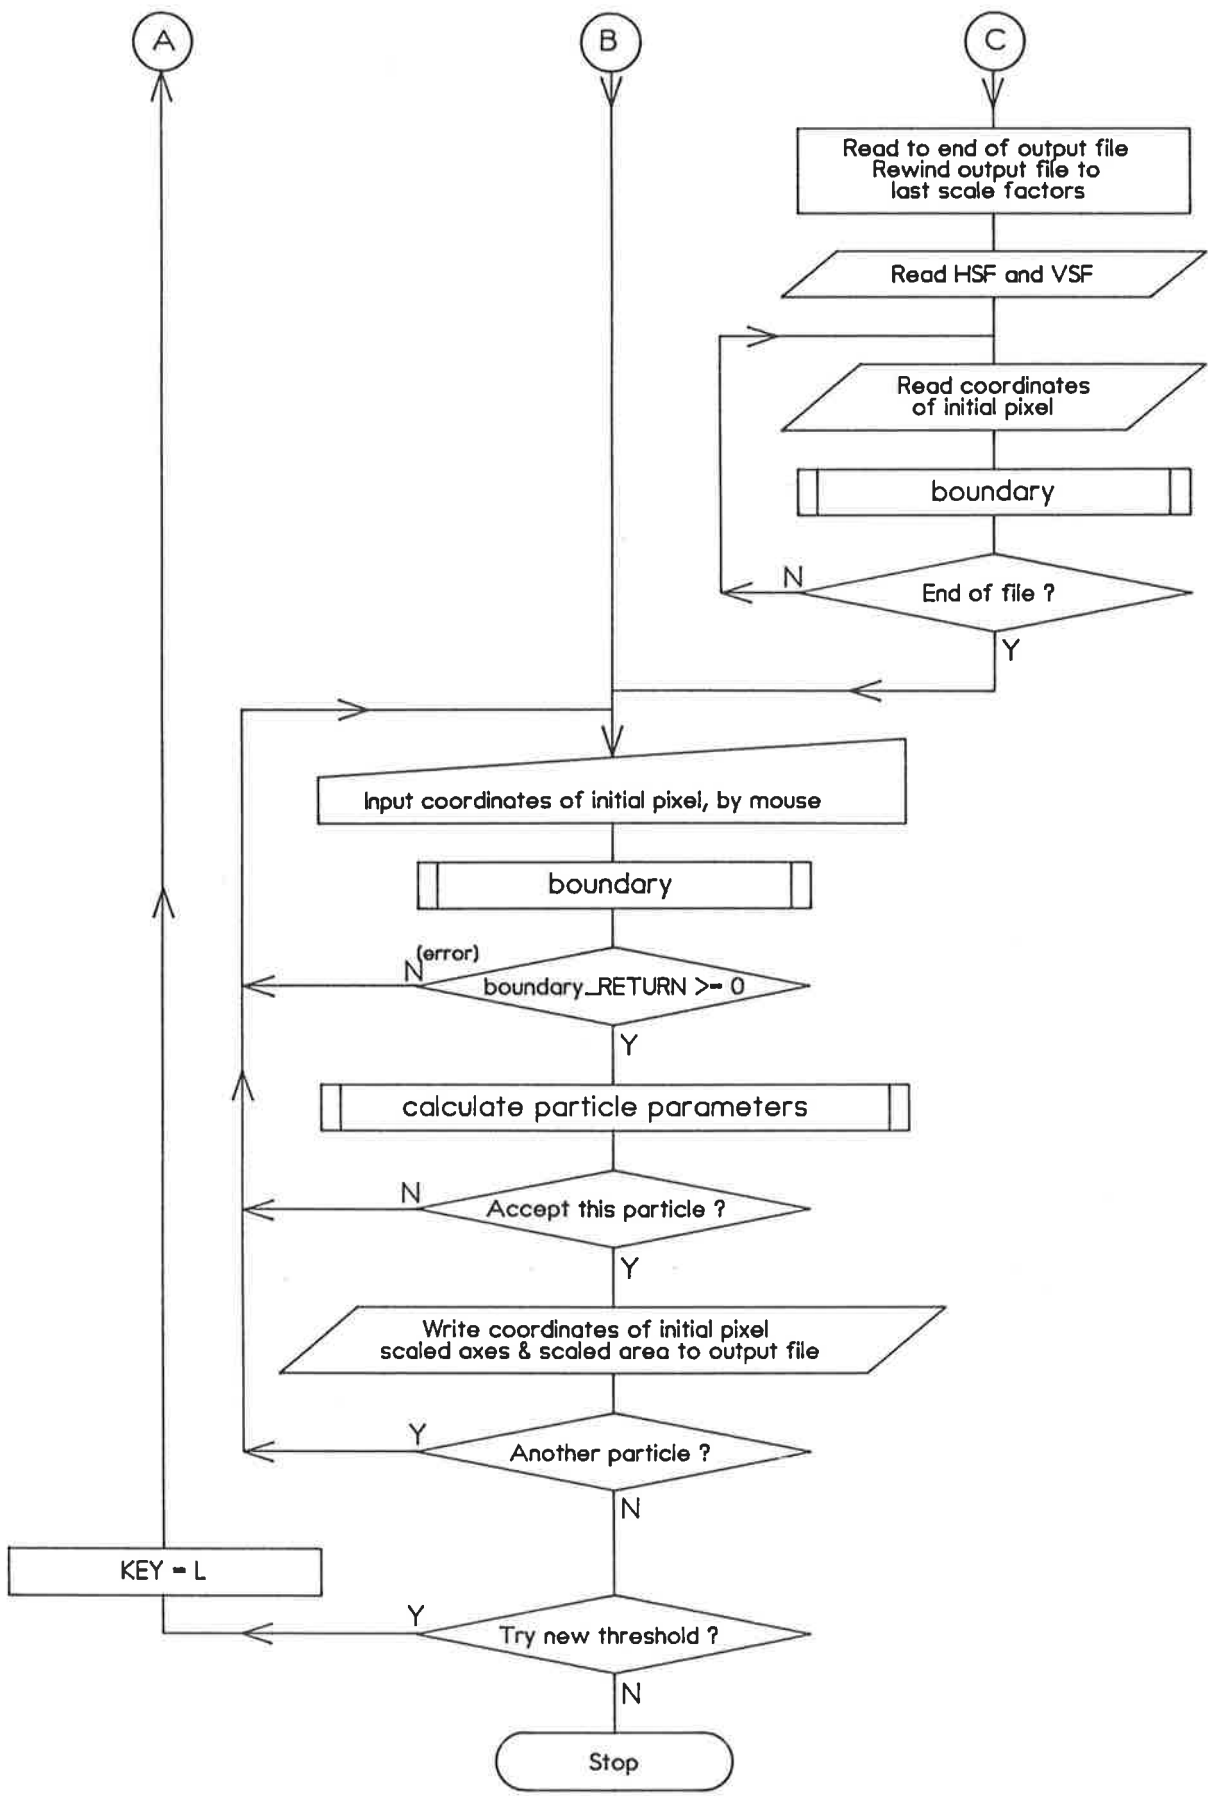 A
B
C
Read to end of output file
Rewind output file to
last scale factors
Read HSF and VSF
Read coordinates
of initial pixel
boundary
N
End of file ?
Y
Input coordinates of initial pixel, by mouse
boundary
(error)
N
boundary_RETURN >= 0
Y
calculate particle parameters
N
Accept this particle ?
Y
Write coordinates of initial pixel
scaled axes & scaled area to output file
Y
Another particle ?
N
KEY = L
Y
Try new threshold ?
N
Stop